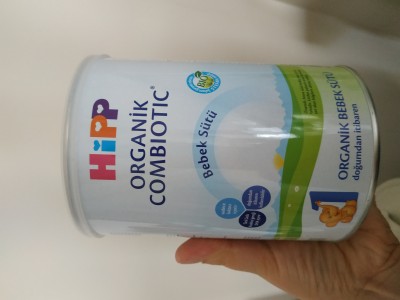 HiPP
ORGANİK
COMBIOTIC®
Bebek Sütü
1
ORGANİK BEBEK SÜTÜ
doğumdan itibaren